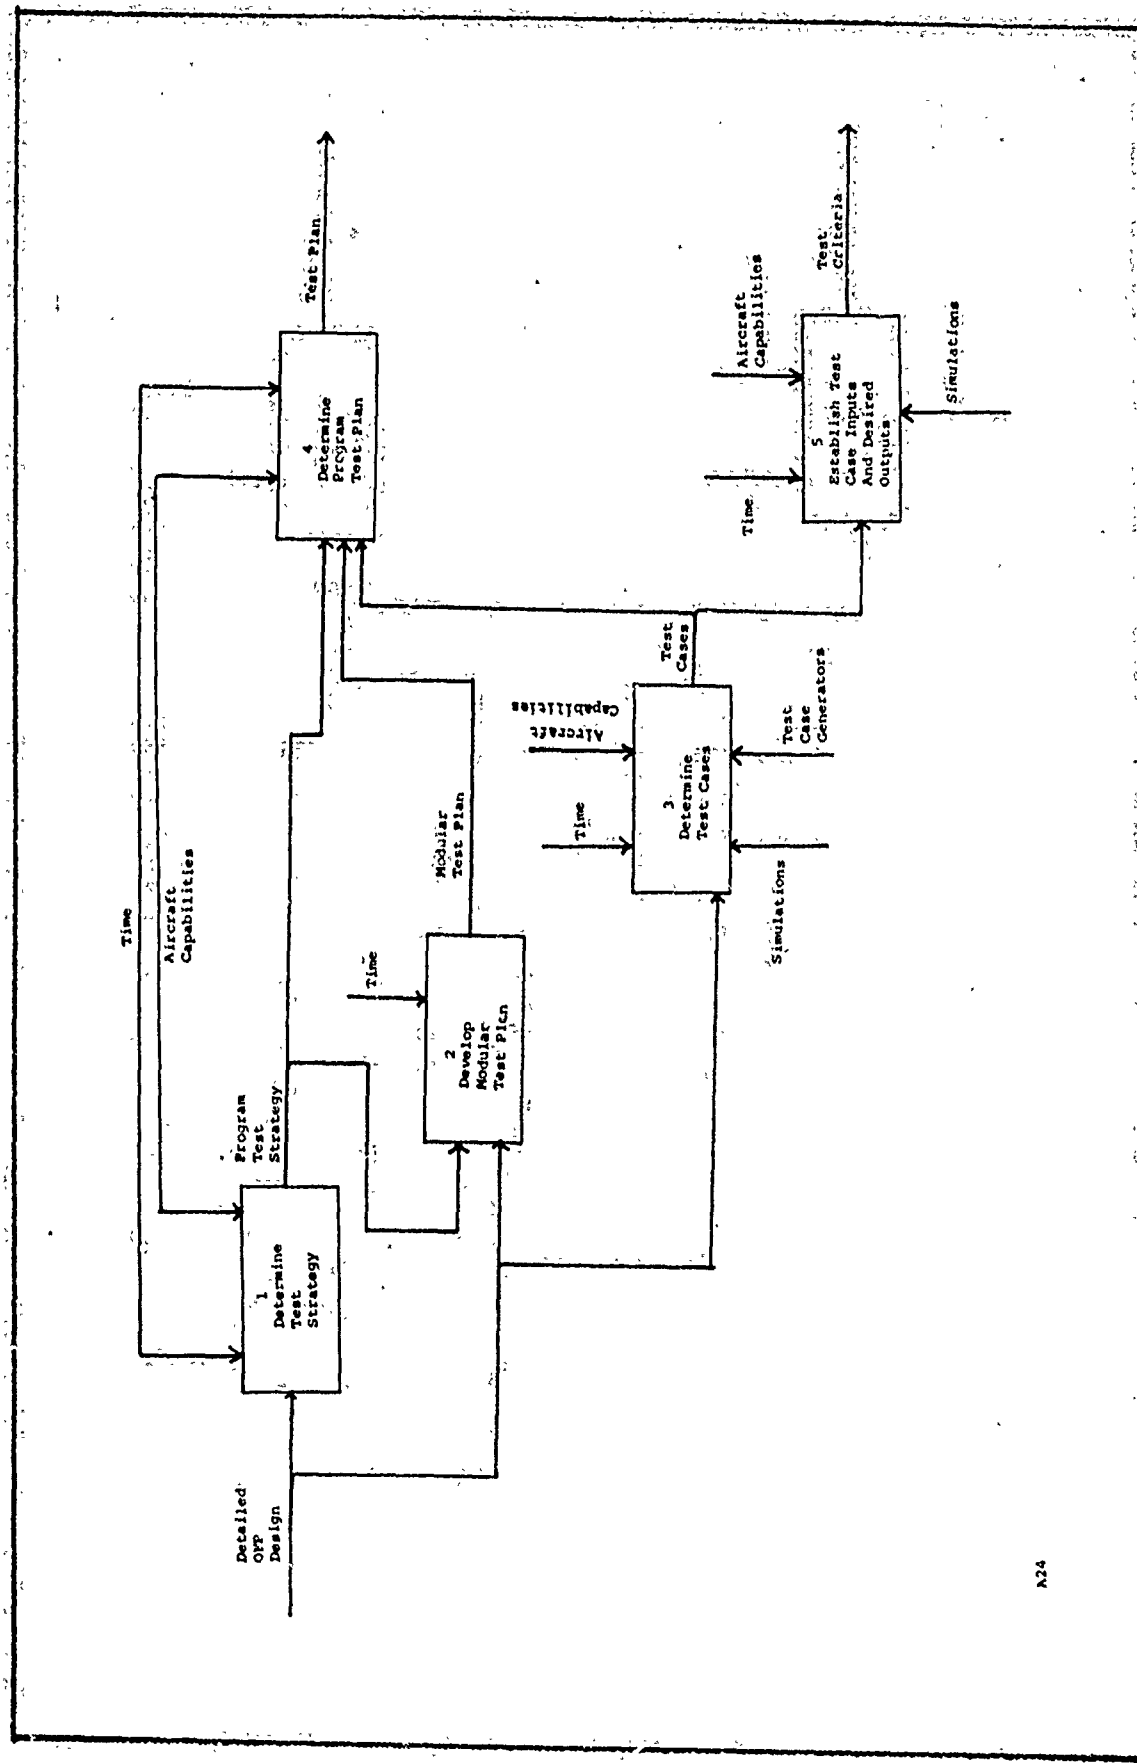 Time
Aircraft
Capabilities
Detailed
OFP
Design
1
Determine
Test
Strategy
Program
Test
Strategy
4
Determine
Program
Test Plan
Test Plan
Time
2
Develop
Modular
Test Plan
Modular
Test Plan
Time
Aircraft
Capabilities
3
Determine
Test Cases
Simulations
Test
Case
Generators
Test
Cases
Time
Aircraft
Capabilities
5
Establish Test
Case Inputs
And Desired
Outputs
Test
Criteria
Simulations
A24